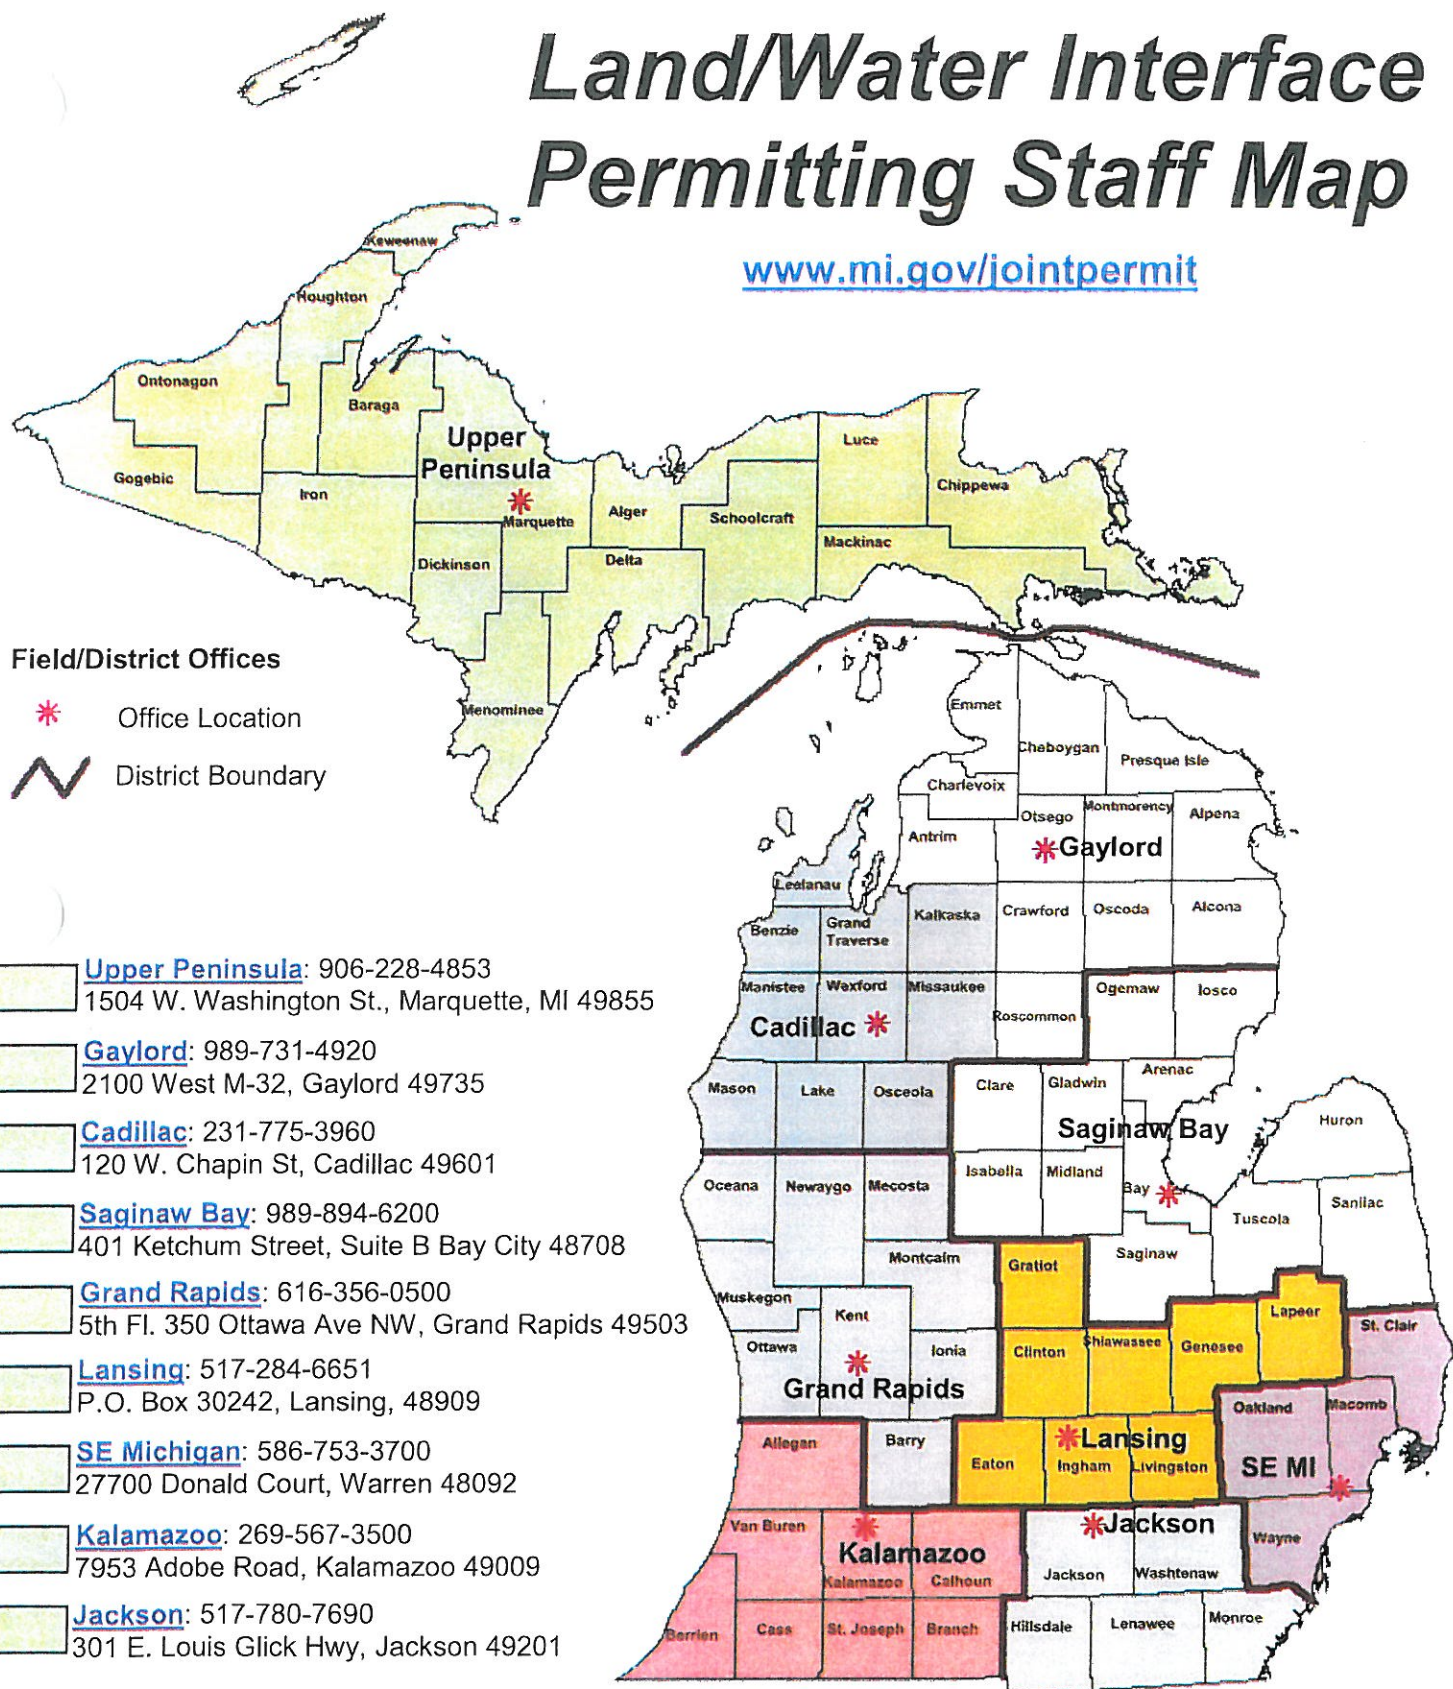 Land/Water Interface
Permitting Staff Map
www.mi.gov/jointpermit
Keweenaw
Houghton
Ontonagon
Baraga
Upper
Peninsula
Gogebic
Iron
Marquette
Alger
Luce
Chippewa
Schoolcraft
Mackinac
Dickinson
Delta
Menominee
Field/District Offices
Office Location
District Boundary
Emmet
Cheboygan
Presque Isle
Charlevoix
Otsego
Montmorency
Alpena
Antrim
Gaylord
Leelanau
Kalkaska
Crawford
Oscoda
Alcona
Benzie
Grand
Traverse
Manistee
Wexford
Missaukee
Roscommon
Ogemaw
Iosco
Cadillac
Mason
Lake
Osceola
Clare
Gladwin
Arenac
Saginaw Bay
Huron
Oceana
Newaygo
Mecosta
Isabella
Midland
Bay
Tuscola
Sanilac
Montcalm
Gratiot
Saginaw
Muskegon
Kent
Lapeer
Ottawa
Ionia
Clinton
Shiawassee
Genesee
St. Clair
Grand Rapids
Oakland
Macomb
Allegan
Barry
Lansing
Eaton
Ingham
Livingston
SE MI
Van Buren
Jackson
Wayne
Kalamazoo
Kalamazoo
Calhoun
Jackson
Washtenaw
Berrien
Cass
St. Joseph
Branch
Hillsdale
Lenawee
Monroe
Upper Peninsula: 906-228-4853
1504 W. Washington St., Marquette, MI 49855
Gaylord: 989-731-4920
2100 West M-32, Gaylord 49735
Cadillac: 231-775-3960
120 W. Chapin St, Cadillac 49601
Saginaw Bay: 989-894-6200
401 Ketchum Street, Suite B Bay City 48708
Grand Rapids: 616-356-0500
5th Fl. 350 Ottawa Ave NW, Grand Rapids 49503
Lansing: 517-284-6651
P.O. Box 30242, Lansing, 48909
SE Michigan: 586-753-3700
27700 Donald Court, Warren 48092
Kalamazoo: 269-567-3500
7953 Adobe Road, Kalamazoo 49009
Jackson: 517-780-7690
301 E. Louis Glick Hwy, Jackson 49201